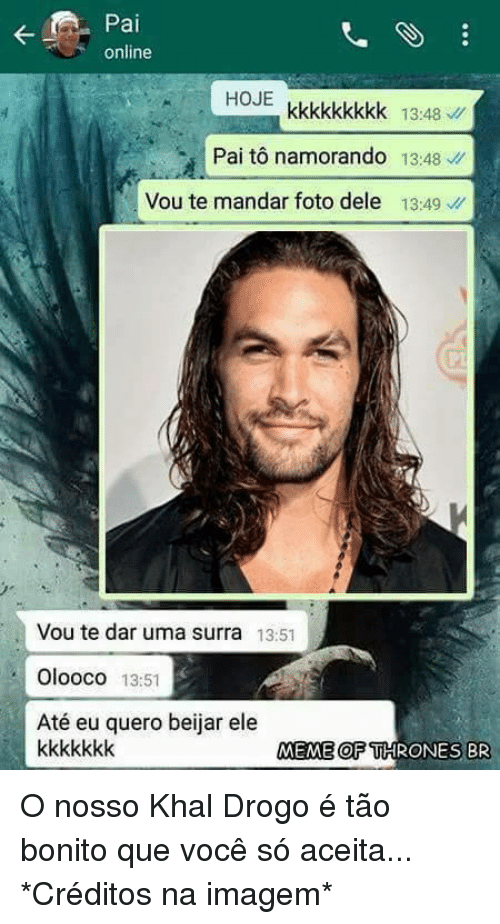 Pai
online
HOJE
kkkkkkkkk 13:48
Pai tô namorando 13:48
Vou te mandar foto dele 13:49
Vou te dar uma surra 13:51
Olooco 13:51
Até eu quero beijar ele
kkkkkkk
MEME OF THRONES BR
O nosso Khal Drogo é tão
bonito que você só aceita...
*Créditos na imagem*